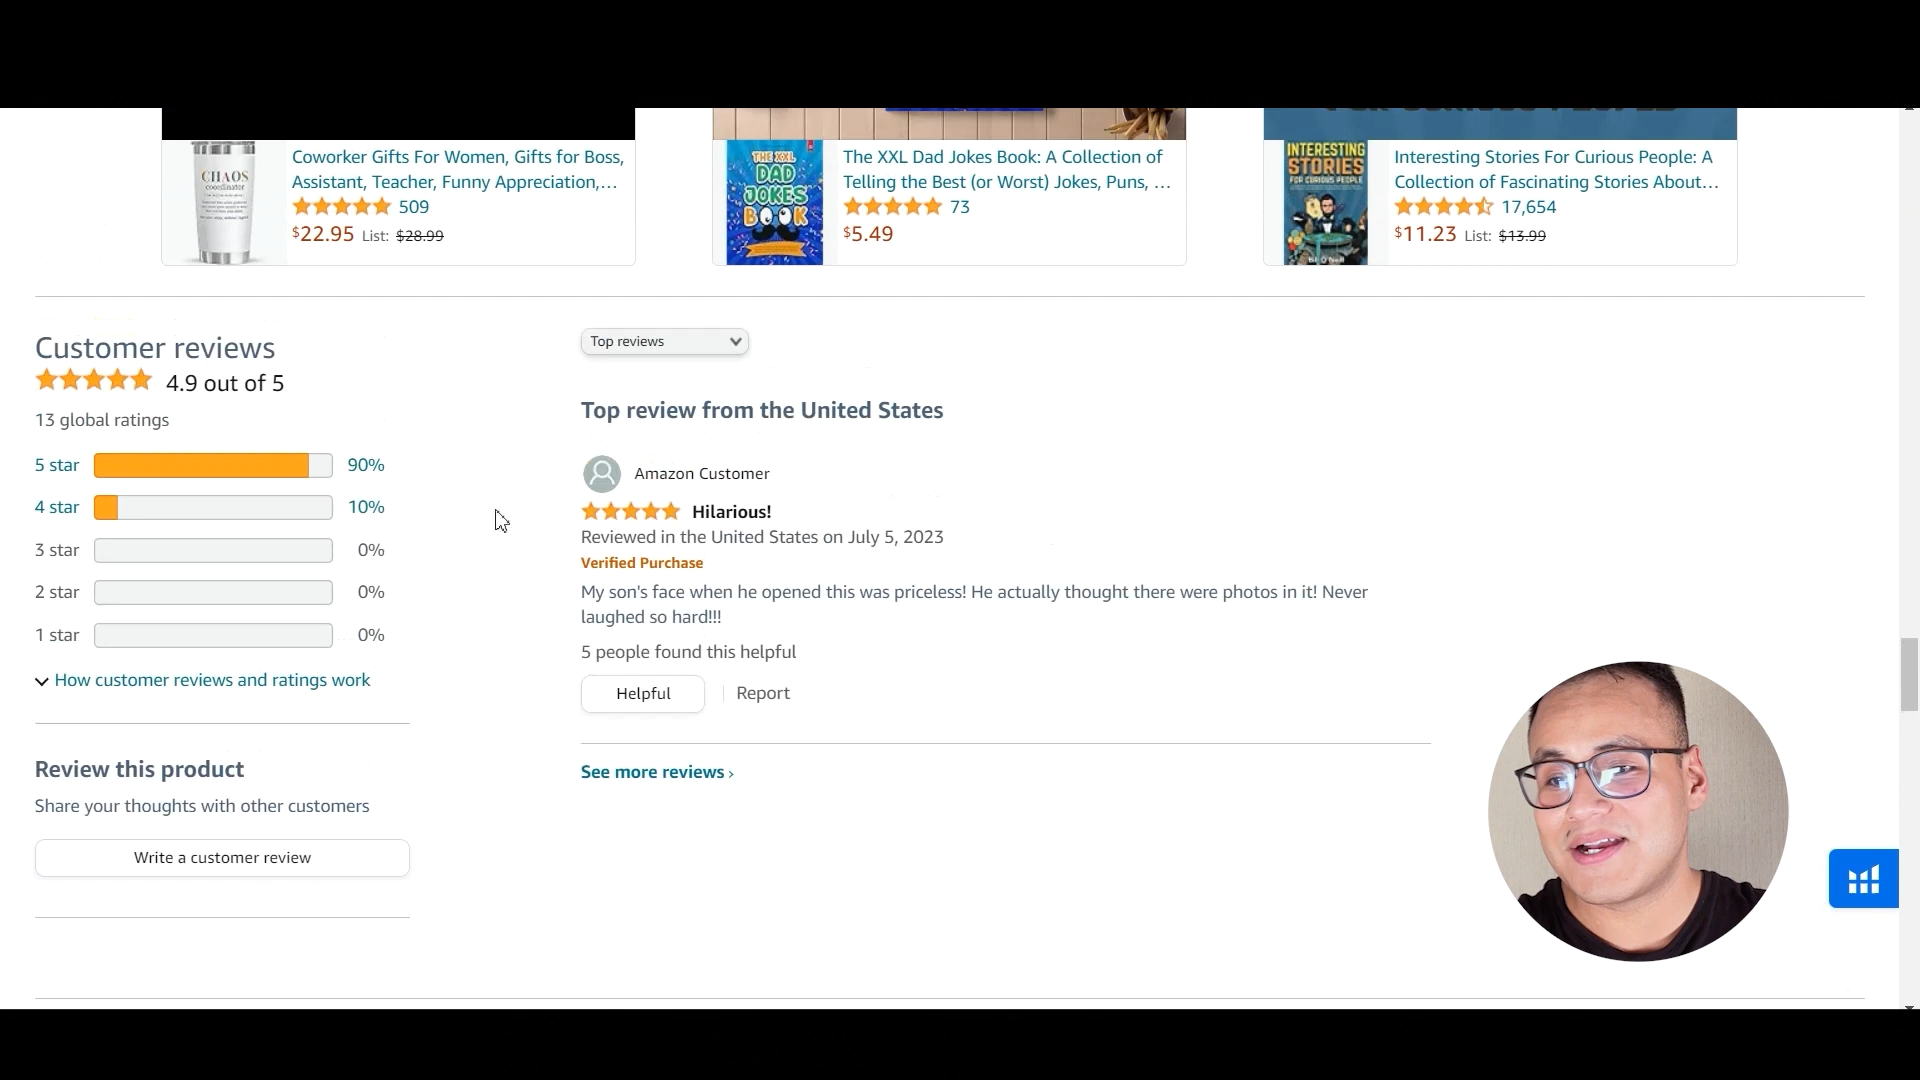 CHAOS
coordinator
Coworker Gifts For Women, Gifts for Boss,
Assistant, Teacher, Funny Appreciation,...
509
$22.95 List: $28.99
THE XXL
DAD
JOKES
BOOK
The XXL Dad Jokes Book: A Collection of
Telling the Best (or Worst) Jokes, Puns, ...
73
$5.49
INTERESTING
STORIES
FOR CURIOUS PEOPLE
Bill O'Neill
Interesting Stories For Curious People: A
Collection of Fascinating Stories About...
17,654
$11.23 List: $13.99
Customer reviews
4.9 out of 5
13 global ratings
5 star 90%
4 star 10%
3 star 0%
2 star 0%
1 star 0%
How customer reviews and ratings work
Review this product
Share your thoughts with other customers
Write a customer review
Top reviews
Top review from the United States
Amazon Customer
Hilarious!
Reviewed in the United States on July 5, 2023
Verified Purchase
My son's face when he opened this was priceless! He actually thought there were photos in it! Never
laughed so hard!!!
5 people found this helpful
Helpful | Report
See more reviews ›